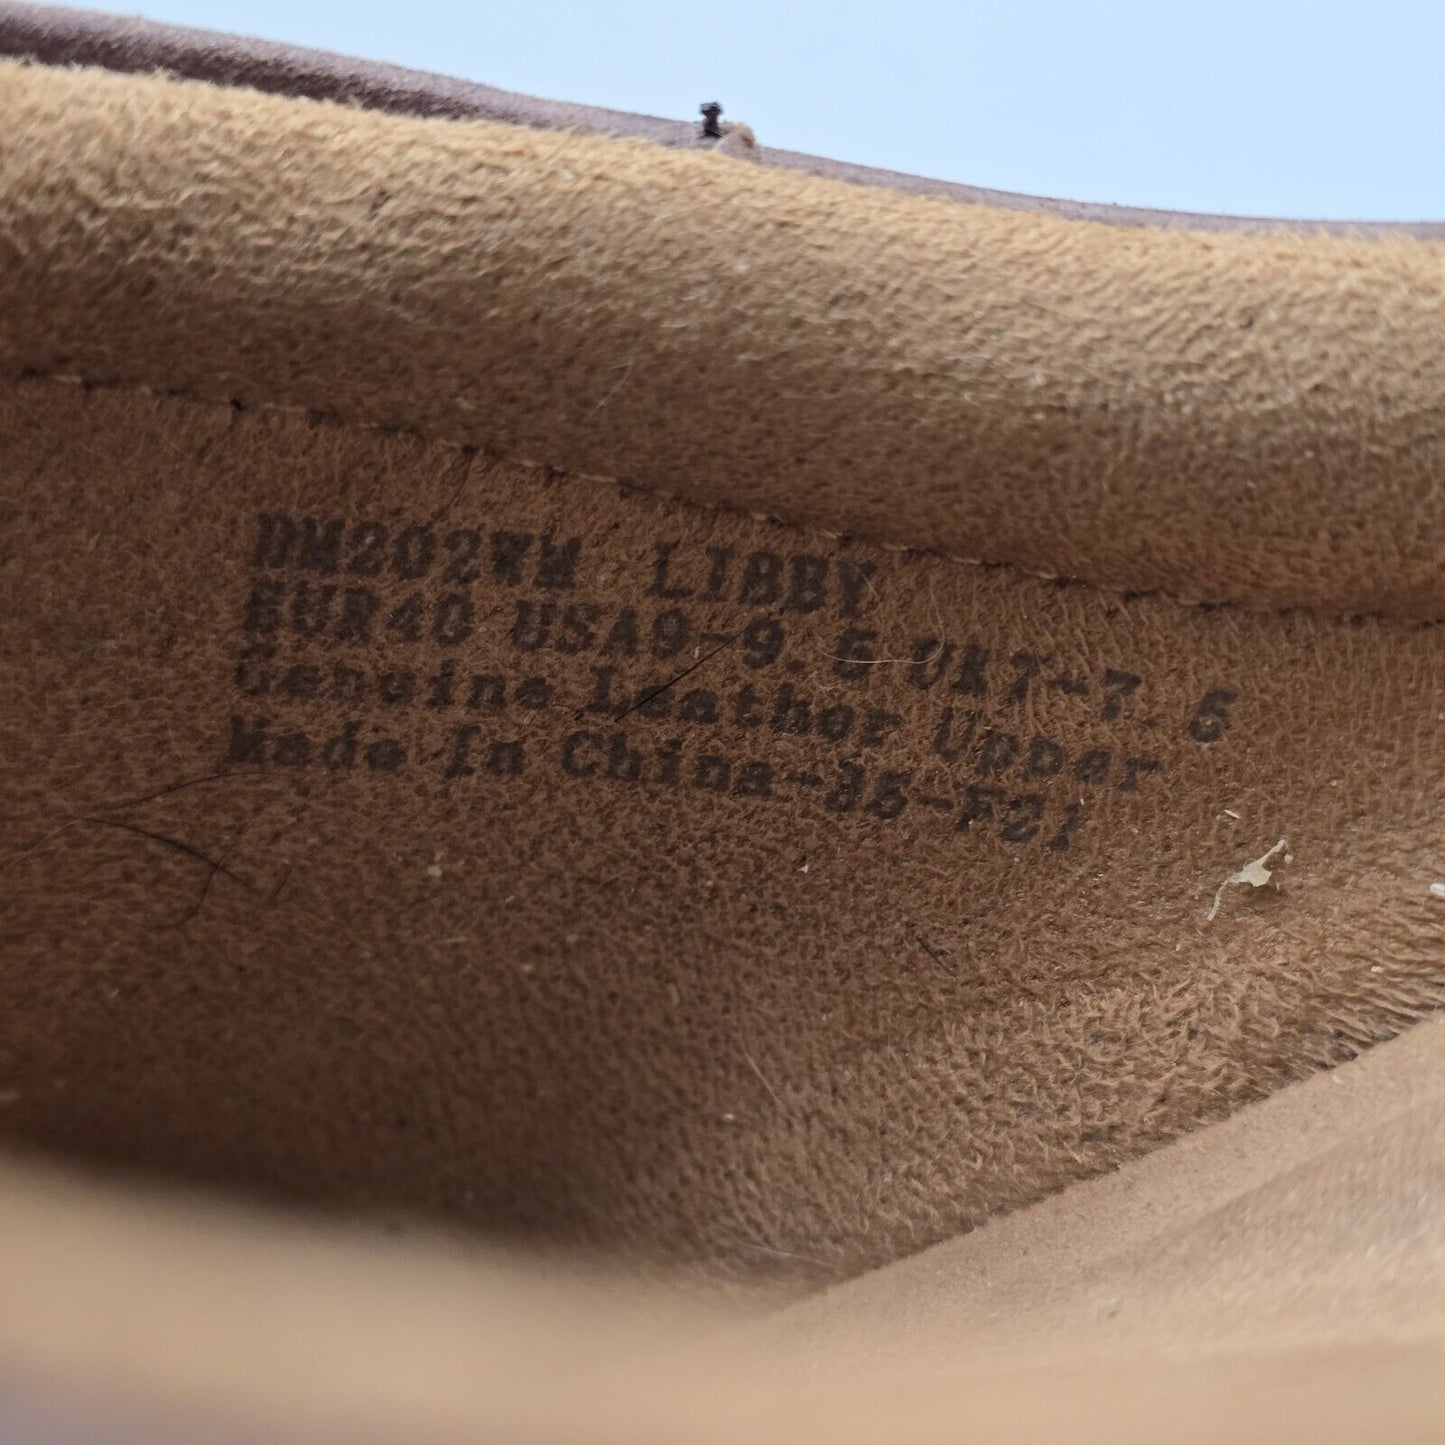 DM202WM LIBBY
EUR40 USA9-9.5 UK7-7.5
Genuine Leather Upper
Made in China-35-F21